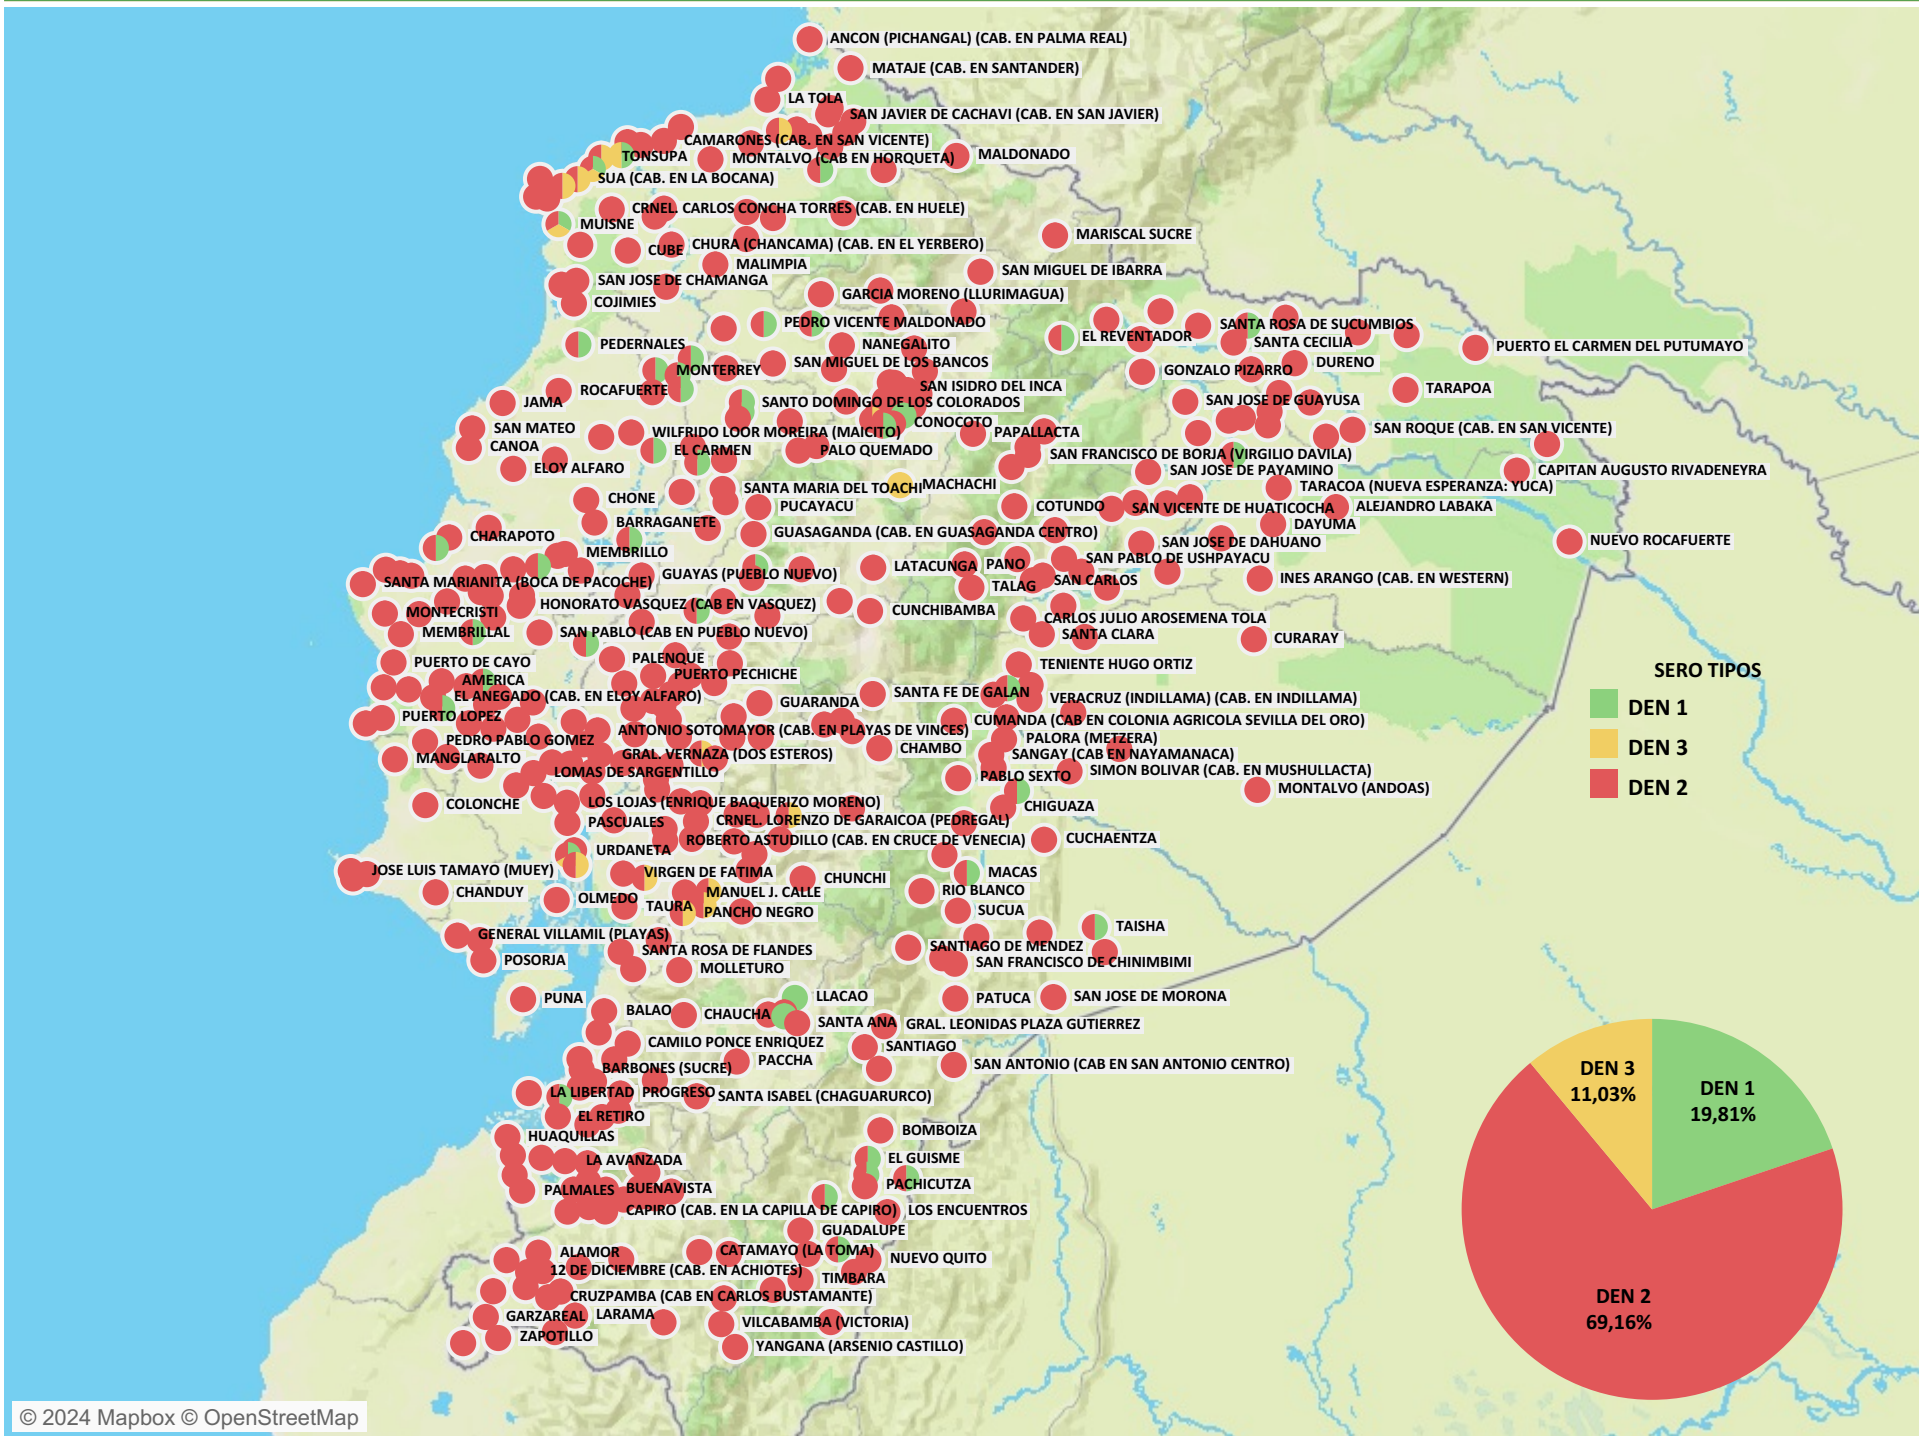 ANCON (PICHANGAL) (CAB. EN PALMA REAL)
MATAJE (CAB. EN SANTANDER)
LA TOLA
SAN JAVIER DE CACHAVI (CAB. EN SAN JAVIER)
CAMARONES (CAB. EN SAN VICENTE)
TONSUPA
MONTALVO (CAB EN HORQUETA)
MALDONADO
SUA (CAB. EN LA BOCANA)
CRNEL. CARLOS CONCHA TORRES (CAB. EN HUELE)
MUISNE
MARISCAL SUCRE
CUBE
CHURA (CHANCAMA) (CAB. EN EL YERBERO)
MALIMPIA
SAN MIGUEL DE IBARRA
SAN JOSE DE CHAMANGA
COJIMIES
GARCIA MORENO (LLURIMAGUA)
PEDRO VICENTE MALDONADO
SANTA ROSA DE SUCUMBIOS
EL REVENTADOR
PEDERNALES
NANEGALITO
SANTA CECILIA
PUERTO EL CARMEN DEL PUTUMAYO
MONTERREY
SAN MIGUEL DE LOS BANCOS
GONZALO PIZARRO
DURENO
ROCAFUERTE
SAN ISIDRO DEL INCA
TARAPOA
JAMA
SANTO DOMINGO DE LOS COLORADOS
SAN JOSE DE GUAYUSA
CONOCOTO
SAN MATEO
WILFRIDO LOOR MOREIRA (MAICITO)
PAPALLACTA
SAN ROQUE (CAB. EN SAN VICENTE)
CANOA
EL CARMEN
PALO QUEMADO
SAN FRANCISCO DE BORJA (VIRGILIO DAVILA)
ELOY ALFARO
SAN JOSE DE PAYAMINO
CAPITAN AUGUSTO RIVADENEYRA
SANTA MARIA DEL TOACHI
MACHACHI
TARACOA (NUEVA ESPERANZA: YUCA)
CHONE
PUCAYACU
COTUNDO
SAN VICENTE DE HUATICOCHA
ALEJANDRO LABAKA
BARRAGANETE
DAYUMA
CHARAPOTO
GUASAGANDA (CAB. EN GUASAGANDA CENTRO)
SAN JOSE DE DAHUANO
NUEVO ROCAFUERTE
MEMBRILLO
SAN PABLO DE USHPAYACU
LATACUNGA
PANO
GUAYAS (PUEBLO NUEVO)
SANTA MARIANITA (BOCA DE PACOCHE)
SAN CARLOS
INES ARANGO (CAB. EN WESTERN)
TALAG
HONORATO VASQUEZ (CAB EN VASQUEZ)
MONTECRISTI
CUNCHIBAMBA
CARLOS JULIO AROSEMENA TOLA
MEMBRILLAL
SAN PABLO (CAB EN PUEBLO NUEVO)
SANTA CLARA
CURARAY
PUERTO DE CAYO
PALENQUE
TENIENTE HUGO ORTIZ
SERO TIPOS
AMERICA
PUERTO PECHICHE
EL ANEGADO (CAB. EN ELOY ALFARO)
GUARANDA
SANTA FE DE GALAN
VERACRUZ (INDILLAMA) (CAB. EN INDILLAMA)
DEN 1
PUERTO LOPEZ
CUMANDA (CAB EN COLONIA AGRICOLA SEVILLA DEL ORO)
ANTONIO SOTOMAYOR (CAB. EN PLAYAS DE VINCES)
PEDRO PABLO GOMEZ
CHAMBO
PALORA (METZERA)
DEN 3
MANGLARALTO
GRAL. VERNAZA (DOS ESTEROS)
SANGAY (CAB EN NAYAMANACA)
LOMAS DE SARGENTILLO
PABLO SEXTO
SIMON BOLIVAR (CAB. EN MUSHULLACTA)
MONTALVO (ANDOAS)
DEN 2
COLONCHE
LOS LOJAS (ENRIQUE BAQUERIZO MORENO)
CHIGUAZA
PASCUALES
CRNEL. LORENZO DE GARAICOA (PEDREGAL)
ROBERTO ASTUDILLO (CAB. EN CRUCE DE VENECIA)
CUCHAENTZA
URDANETA
JOSE LUIS TAMAYO (MUEY)
VIRGEN DE FATIMA
CHUNCHI
MACAS
CHANDUY
OLMEDO
MANUEL J. CALLE
RIO BLANCO
TAURA
PANCHO NEGRO
SUCUA
TAISHA
GENERAL VILLAMIL (PLAYAS)
SANTA ROSA DE FLANDES
SANTIAGO DE MENDEZ
POSORJA
MOLLETURO
SAN FRANCISCO DE CHINIMBIMI
PUNA
LLACAO
PATUCA
SAN JOSE DE MORONA
BALAO
CHAUCHA
SANTA ANA
GRAL. LEONIDAS PLAZA GUTIERREZ
CAMILO PONCE ENRIQUEZ
SANTIAGO
BARBONES (SUCRE)
PACCHA
SAN ANTONIO (CAB EN SAN ANTONIO CENTRO)
LA LIBERTAD
PROGRESO
SANTA ISABEL (CHAGUARURCO)
EL RETIRO
HUAQUILLAS
BOMBOIZA
LA AVANZADA
EL GUISME
PALMALES
BUENAVISTA
PACHICUTZA
CAPIRO (CAB. EN LA CAPILLA DE CAPIRO)
LOS ENCUENTROS
GUADALUPE
ALAMOR
CATAMAYO (LA TOMA)
NUEVO QUITO
12 DE DICIEMBRE (CAB. EN ACHIOTES)
TIMBARA
CRUZPAMBA (CAB EN CARLOS BUSTAMANTE)
GARZAREAL
LARAMA
VILCABAMBA (VICTORIA)
ZAPOTILLO
YANGANA (ARSENIO CASTILLO)
DEN 3
11,03%
DEN 1
19,81%
DEN 2
69,16%
© 2024 Mapbox © OpenStreetMap